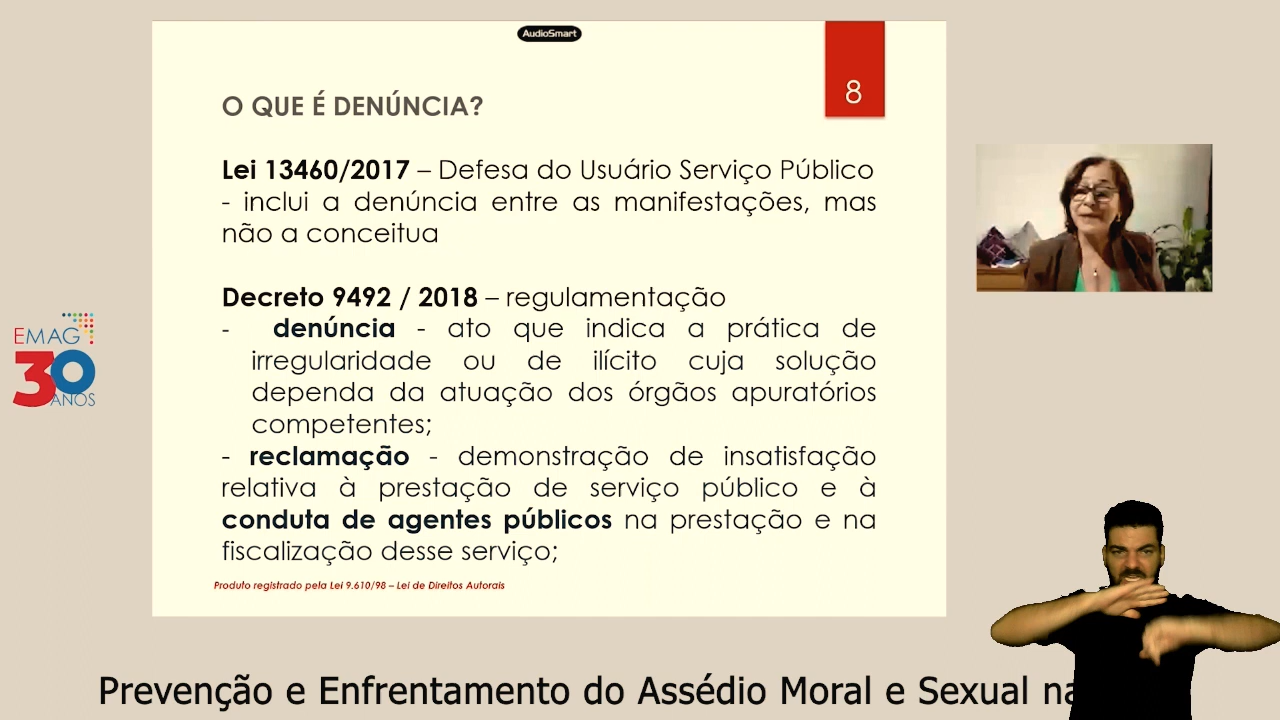 AudioSmart
8
O QUE É DENÚNCIA?
Lei 13460/2017 – Defesa do Usuário Serviço Público
- inclui a denúncia entre as manifestações, mas
não a conceitua
Decreto 9492 / 2018 – regulamentação
- denúncia - ato que indica a prática de
irregularidade ou de ilícito cuja solução
dependa da atuação dos órgãos apuratórios
competentes;
- reclamação - demonstração de insatisfação
relativa à prestação de serviço público e à
conduta de agentes públicos na prestação e na
fiscalização desse serviço;
Produto registrado pela Lei 9.610/98 – Lei de Direitos Autorais
EMAG
30
ANOS
Prevenção e Enfrentamento do Assédio Moral e Sexual na